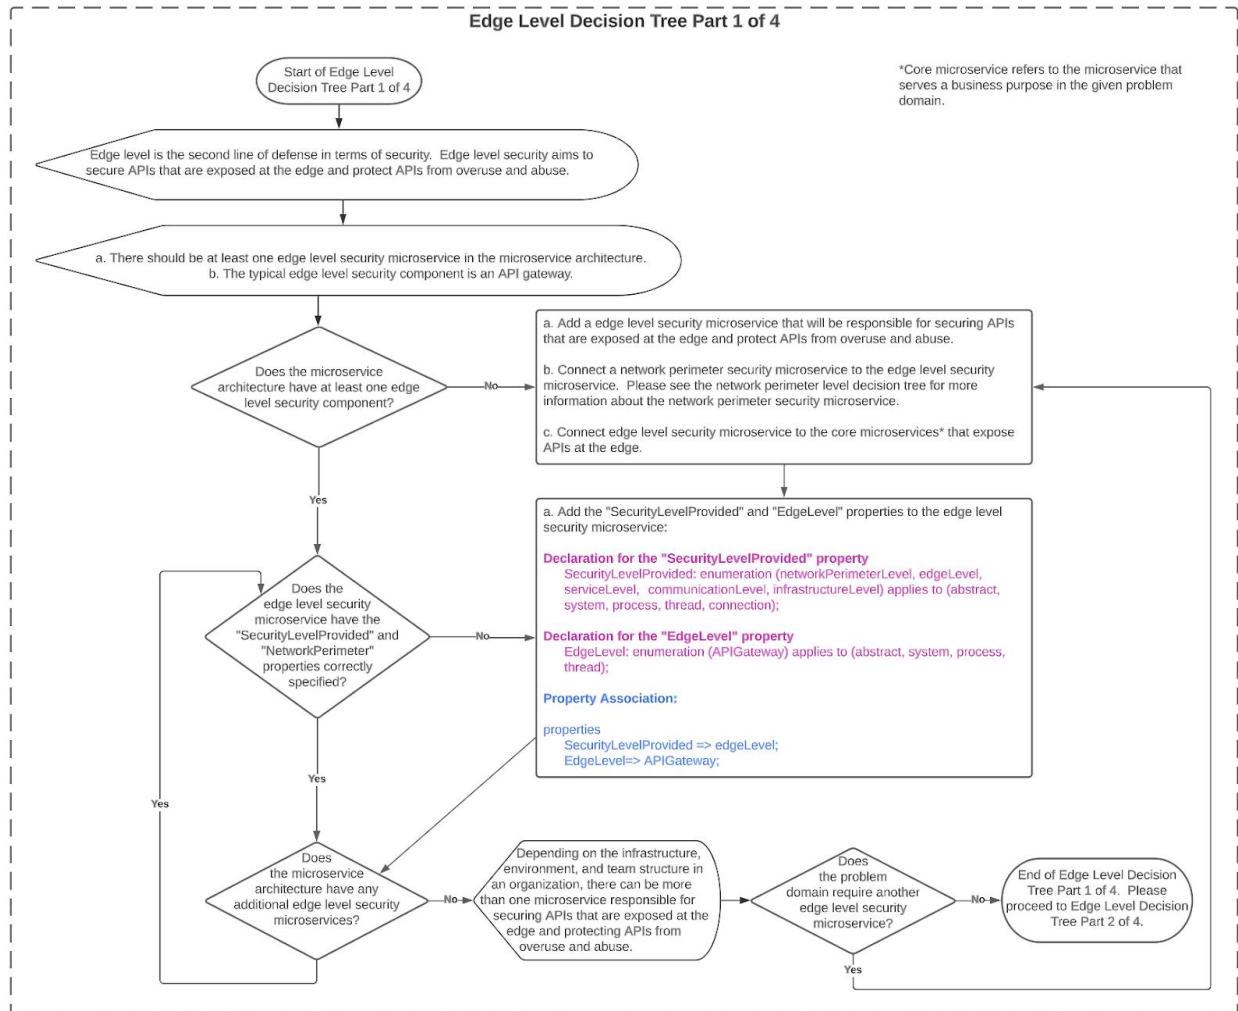 Edge Level Decision Tree Part 1 of 4
Start of Edge Level
Decision Tree Part 1 of 4
*Core microservice refers to the microservice that
serves a business purpose in the given problem
domain.
Edge level is the second line of defense in terms of security. Edge level security aims to
secure APIs that are exposed at the edge and protect APIs from overuse and abuse.
a. There should be at least one edge level security microservice in the microservice architecture.
b. The typical edge level security component is an API gateway.
Does the microservice
architecture have at least one edge
level security component?
No
a. Add a edge level security microservice that will be responsible for securing APIs
that are exposed at the edge and protect APIs from overuse and abuse.
b. Connect a network perimeter security microservice to the edge level security
microservice. Please see the network perimeter level decision tree for more
information about the network perimeter security microservice.
c. Connect edge level security microservice to the core microservices* that expose
APIs at the edge.
Yes
Does the
edge level security
microservice have the
"SecurityLevelProvided" and
"NetworkPerimeter"
properties correctly
specified?
No
a. Add the "SecurityLevelProvided" and "EdgeLevel" properties to the edge level
security microservice:
Declaration for the "SecurityLevelProvided" property
SecurityLevelProvided: enumeration (networkPerimeterLevel, edgeLevel,
serviceLevel, communicationLevel, infrastructureLevel) applies to (abstract,
system, process, thread, connection);
Declaration for the "EdgeLevel" property
EdgeLevel: enumeration (APIGateway) applies to (abstract, system, process,
thread);
Property Association:
properties
SecurityLevelProvided => edgeLevel;
EdgeLevel=> APIGateway;
Yes
Yes
Does
the microservice
architecture have any
additional edge level security
microservices?
No
Depending on the infrastructure,
environment, and team structure in
an organization, there can be more
than one microservice responsible for
securing APIs that are exposed at the
edge and protecting APIs from
overuse and abuse.
Does
the problem
domain require another
edge level security
microservice?
No
End of Edge Level Decision
Tree Part 1 of 4. Please
proceed to Edge Level Decision
Tree Part 2 of 4.
Yes